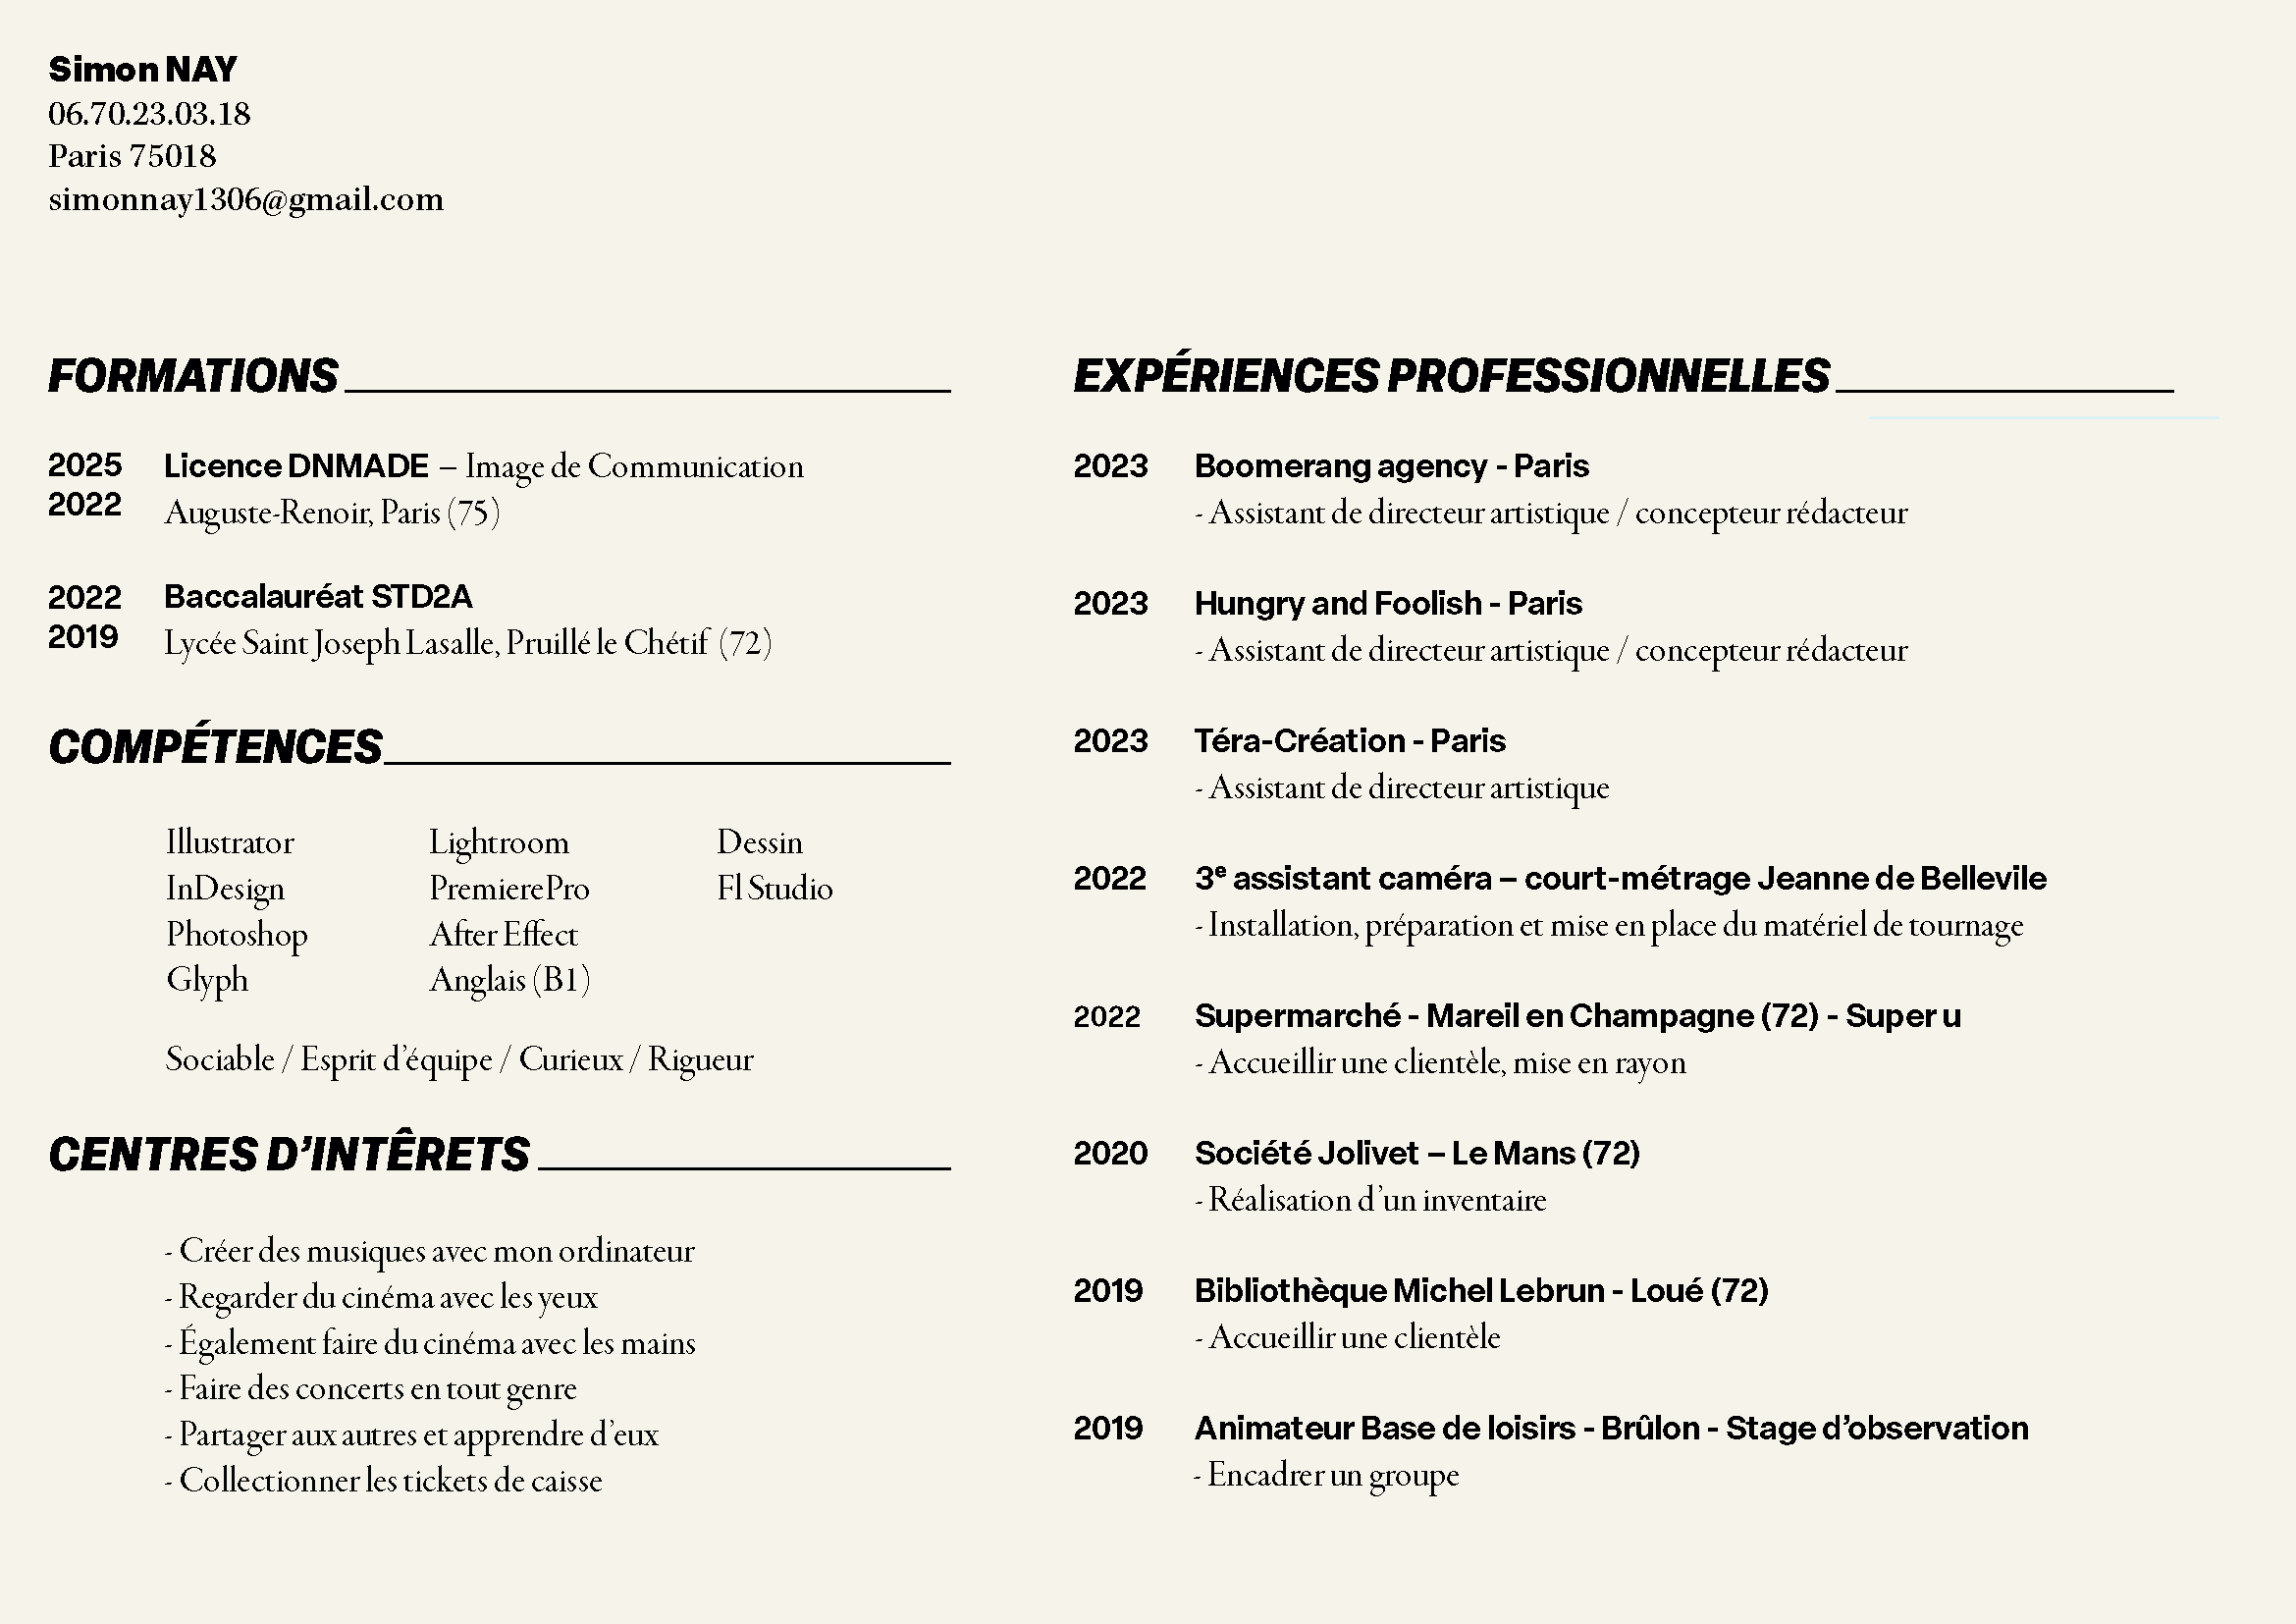 Simon NAY
06.70.23.03.18
Paris 75018
simonnay1306@gmail.com
FORMATIONS
2025 Licence DNMADE – Image de Communication
2022 Auguste-Renoir, Paris (75)
2022 Baccalauréat STD2A
2019 Lycée Saint Joseph Lasalle, Pruillé le Chétif (72)
COMPÉTENCES
Illustrator Lightroom Dessin
InDesign PremierePro Fl Studio
Photoshop After Effect
Glyph Anglais (B1)
Sociable / Esprit d’équipe / Curieux / Rigueur
CENTRES D’INTÊRETS
- Créer des musiques avec mon ordinateur
- Regarder du cinéma avec les yeux
- Également faire du cinéma avec les mains
- Faire des concerts en tout genre
- Partager aux autres et apprendre d’eux
- Collectionner les tickets de caisse
EXPÉRIENCES PROFESSIONNELLES
2023 Boomerang agency - Paris
- Assistant de directeur artistique / concepteur rédacteur
2023 Hungry and Foolish - Paris
- Assistant de directeur artistique / concepteur rédacteur
2023 Téra-Création - Paris
- Assistant de directeur artistique
2022 3ᵉ assistant caméra – court-métrage Jeanne de Bellevile
- Installation, préparation et mise en place du matériel de tournage
2022 Supermarché - Mareil en Champagne (72) - Super u
- Accueillir une clientèle, mise en rayon
2020 Société Jolivet – Le Mans (72)
- Réalisation d’un inventaire
2019 Bibliothèque Michel Lebrun - Loué (72)
- Accueillir une clientèle
2019 Animateur Base de loisirs - Brûlon - Stage d’observation
- Encadrer un groupe